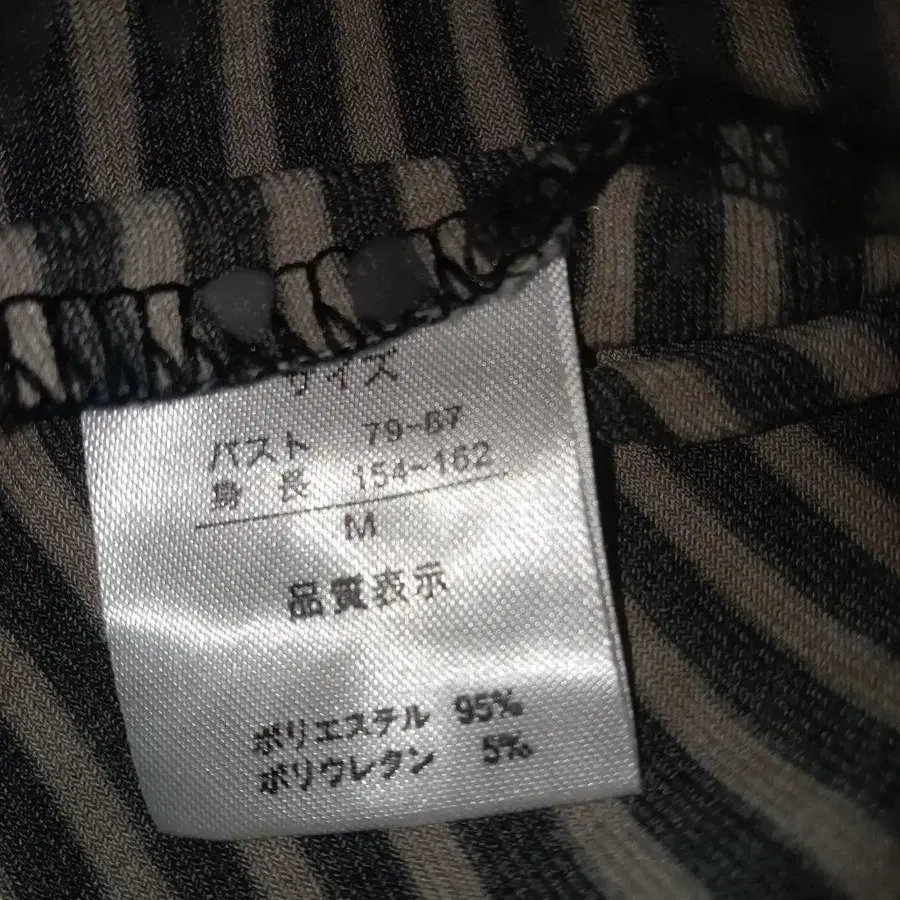 サイズ
バスト 79-87
身長 154-162
M
品質表示
ポリエステル 95%
ポリウレタン 5%